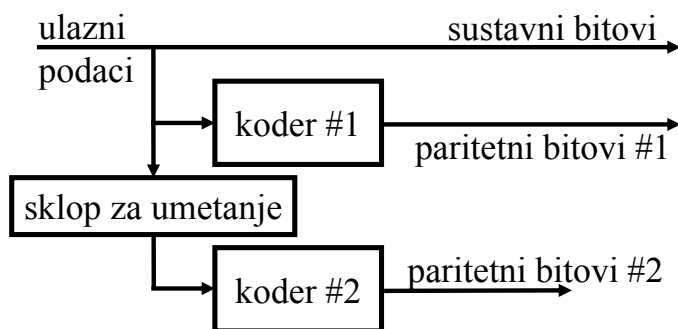 ulazni
podaci
sustavni bitovi
koder #1
paritetni bitovi #1
sklop za umetanje
koder #2
paritetni bitovi #2